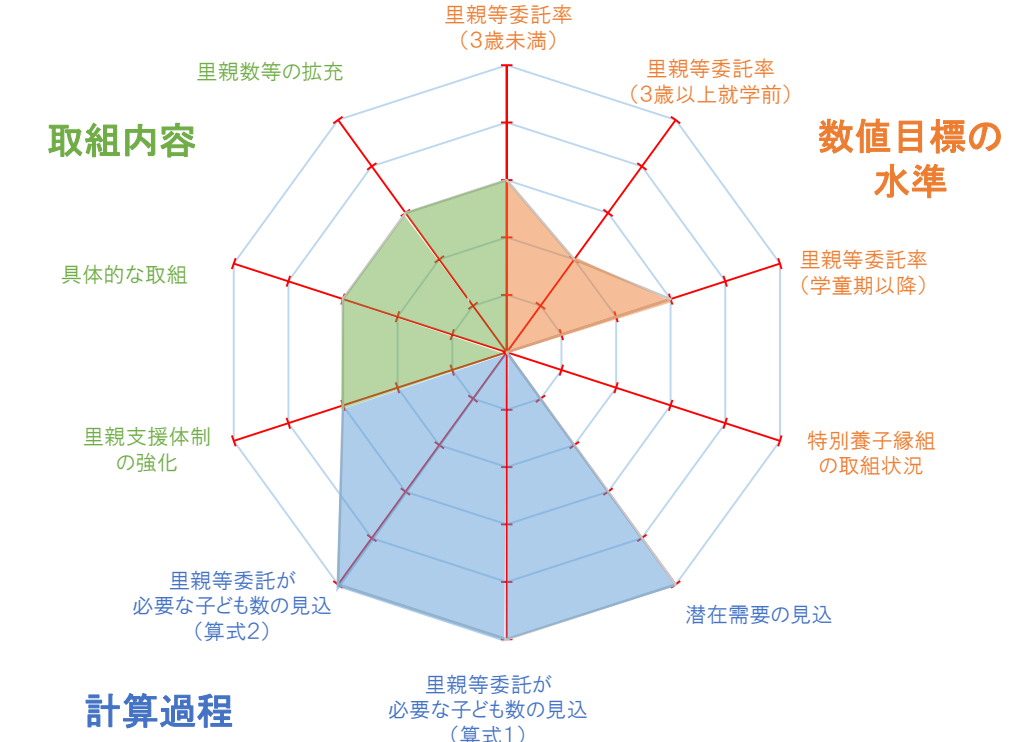 里親等委託率
（3歳未満）
里親等委託率
（3歳以上就学前）
数値目標の
水準
里親等委託率
（学童期以降）
特別養子縁組
の取組状況
潜在需要の見込
里親等委託が
必要な子ども数の見込
（算式1）
里親等委託が
必要な子ども数の見込
（算式2）
計算過程
里親支援体制
の強化
具体的な取組
取組内容
里親数等の拡充